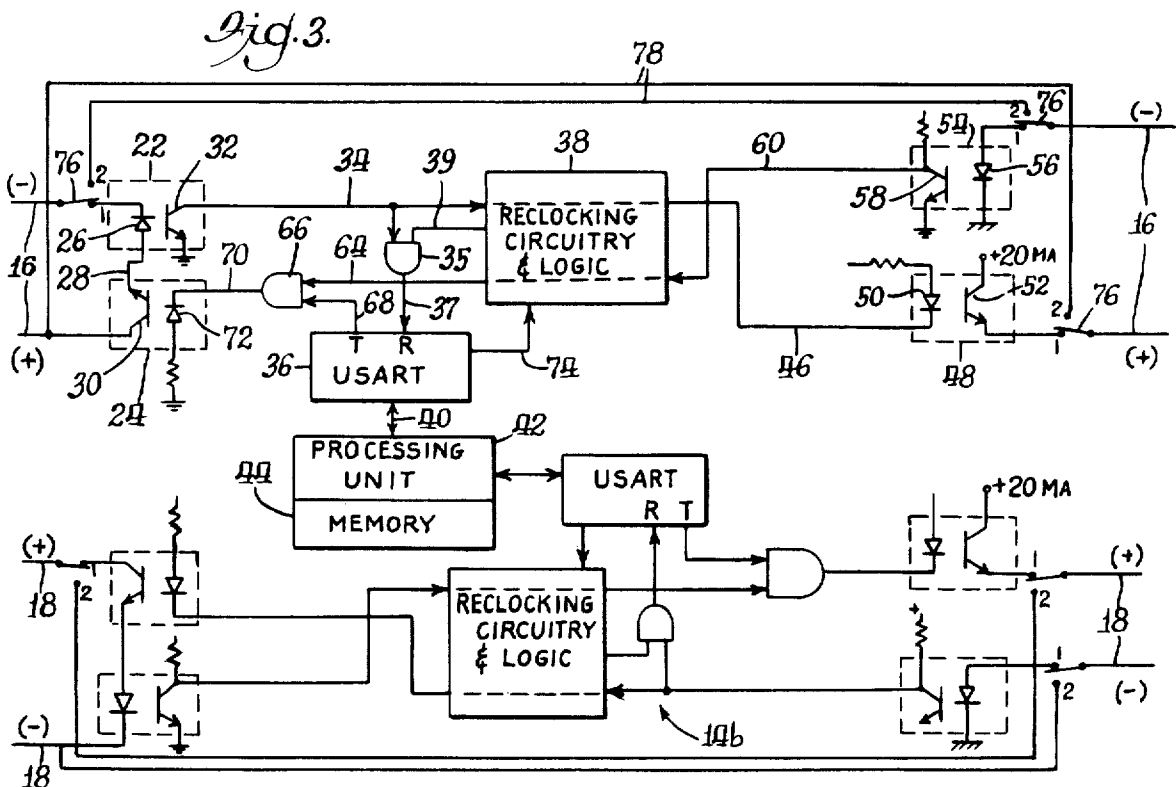 Fig. 3.
78
76 2 22 32 34 39 38 60 54 2 76 (-)
(-) 1 1
RECLOCKING CIRCUITRY & LOGIC
26 66 64 35 58 56
16 28 70 68 37 +20 MA 16
50 52 2 76
72 T R 74 46 1
(+) 36 USART 48 (+)
30 24 40
42
PROCESSING UNIT
44 MEMORY
USART
R T
+20 MA
(+) 1 1 (+)
18 2 2 18
RECLOCKING CIRCUITRY & LOGIC
+
1
2 18
(-) (-)
18 14b